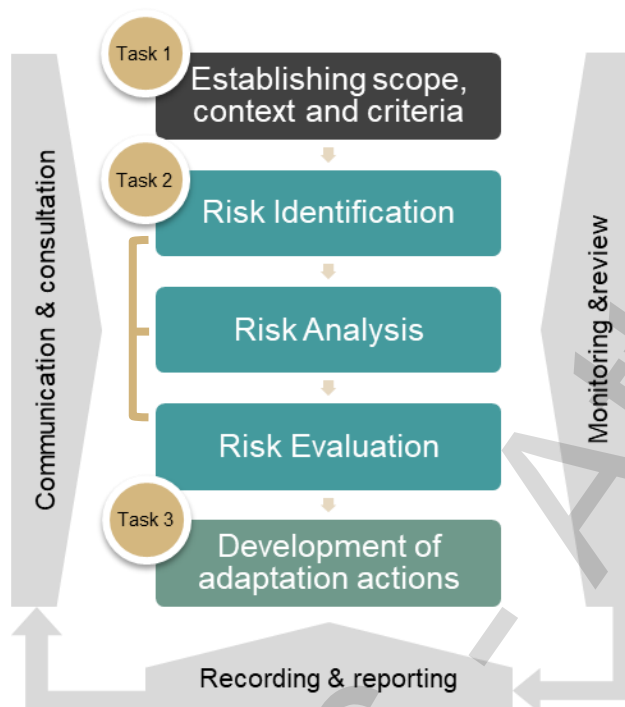 Task 1
Establishing scope,
context and criteria
Task 2
Risk Identification
Risk Analysis
Risk Evaluation
Task 3
Development of
adaptation actions
Communication & consultation
Monitoring &review
Recording & reporting